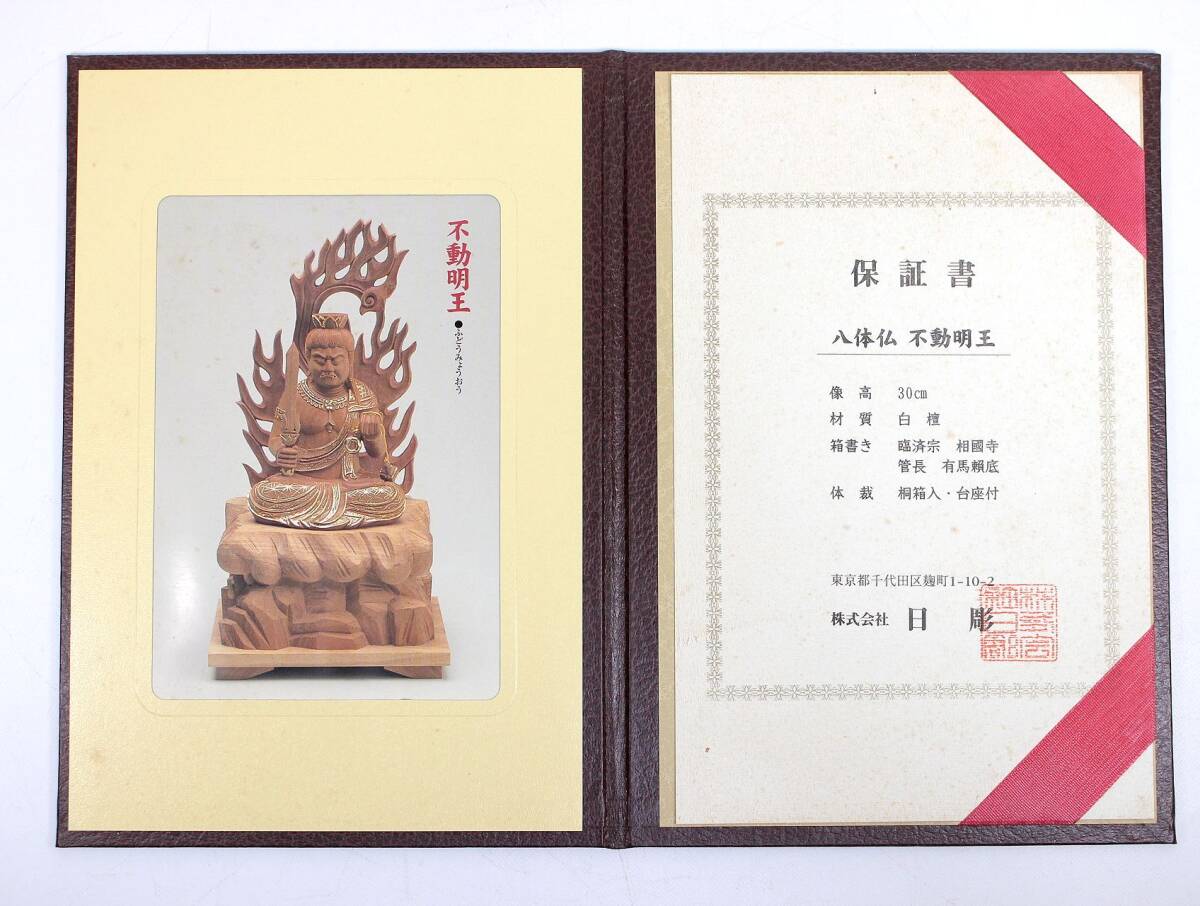 不動明王
●ふどうみょうおう
保証書
八体仏 不動明王
像高 30cm
材質 白檀
箱書き 臨済宗 相國寺
管長 有馬頼底
体裁 桐箱入・台座付
東京都千代田区麹町1-10-2
株式会社 日彫